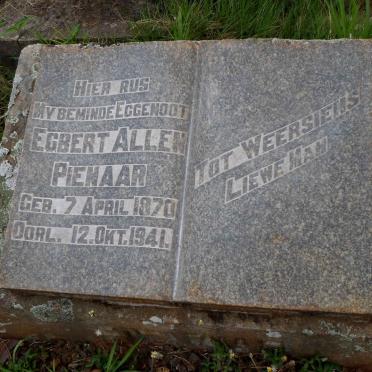 HIER RUS
MY BEMINDE EGGENOOT
EGBERT ALLEN
PIENAAR
GEB. 7 APRIL 1870
OORL. 12. OKT. 1941.
TOT WEERSIENS
LIEWE MAN